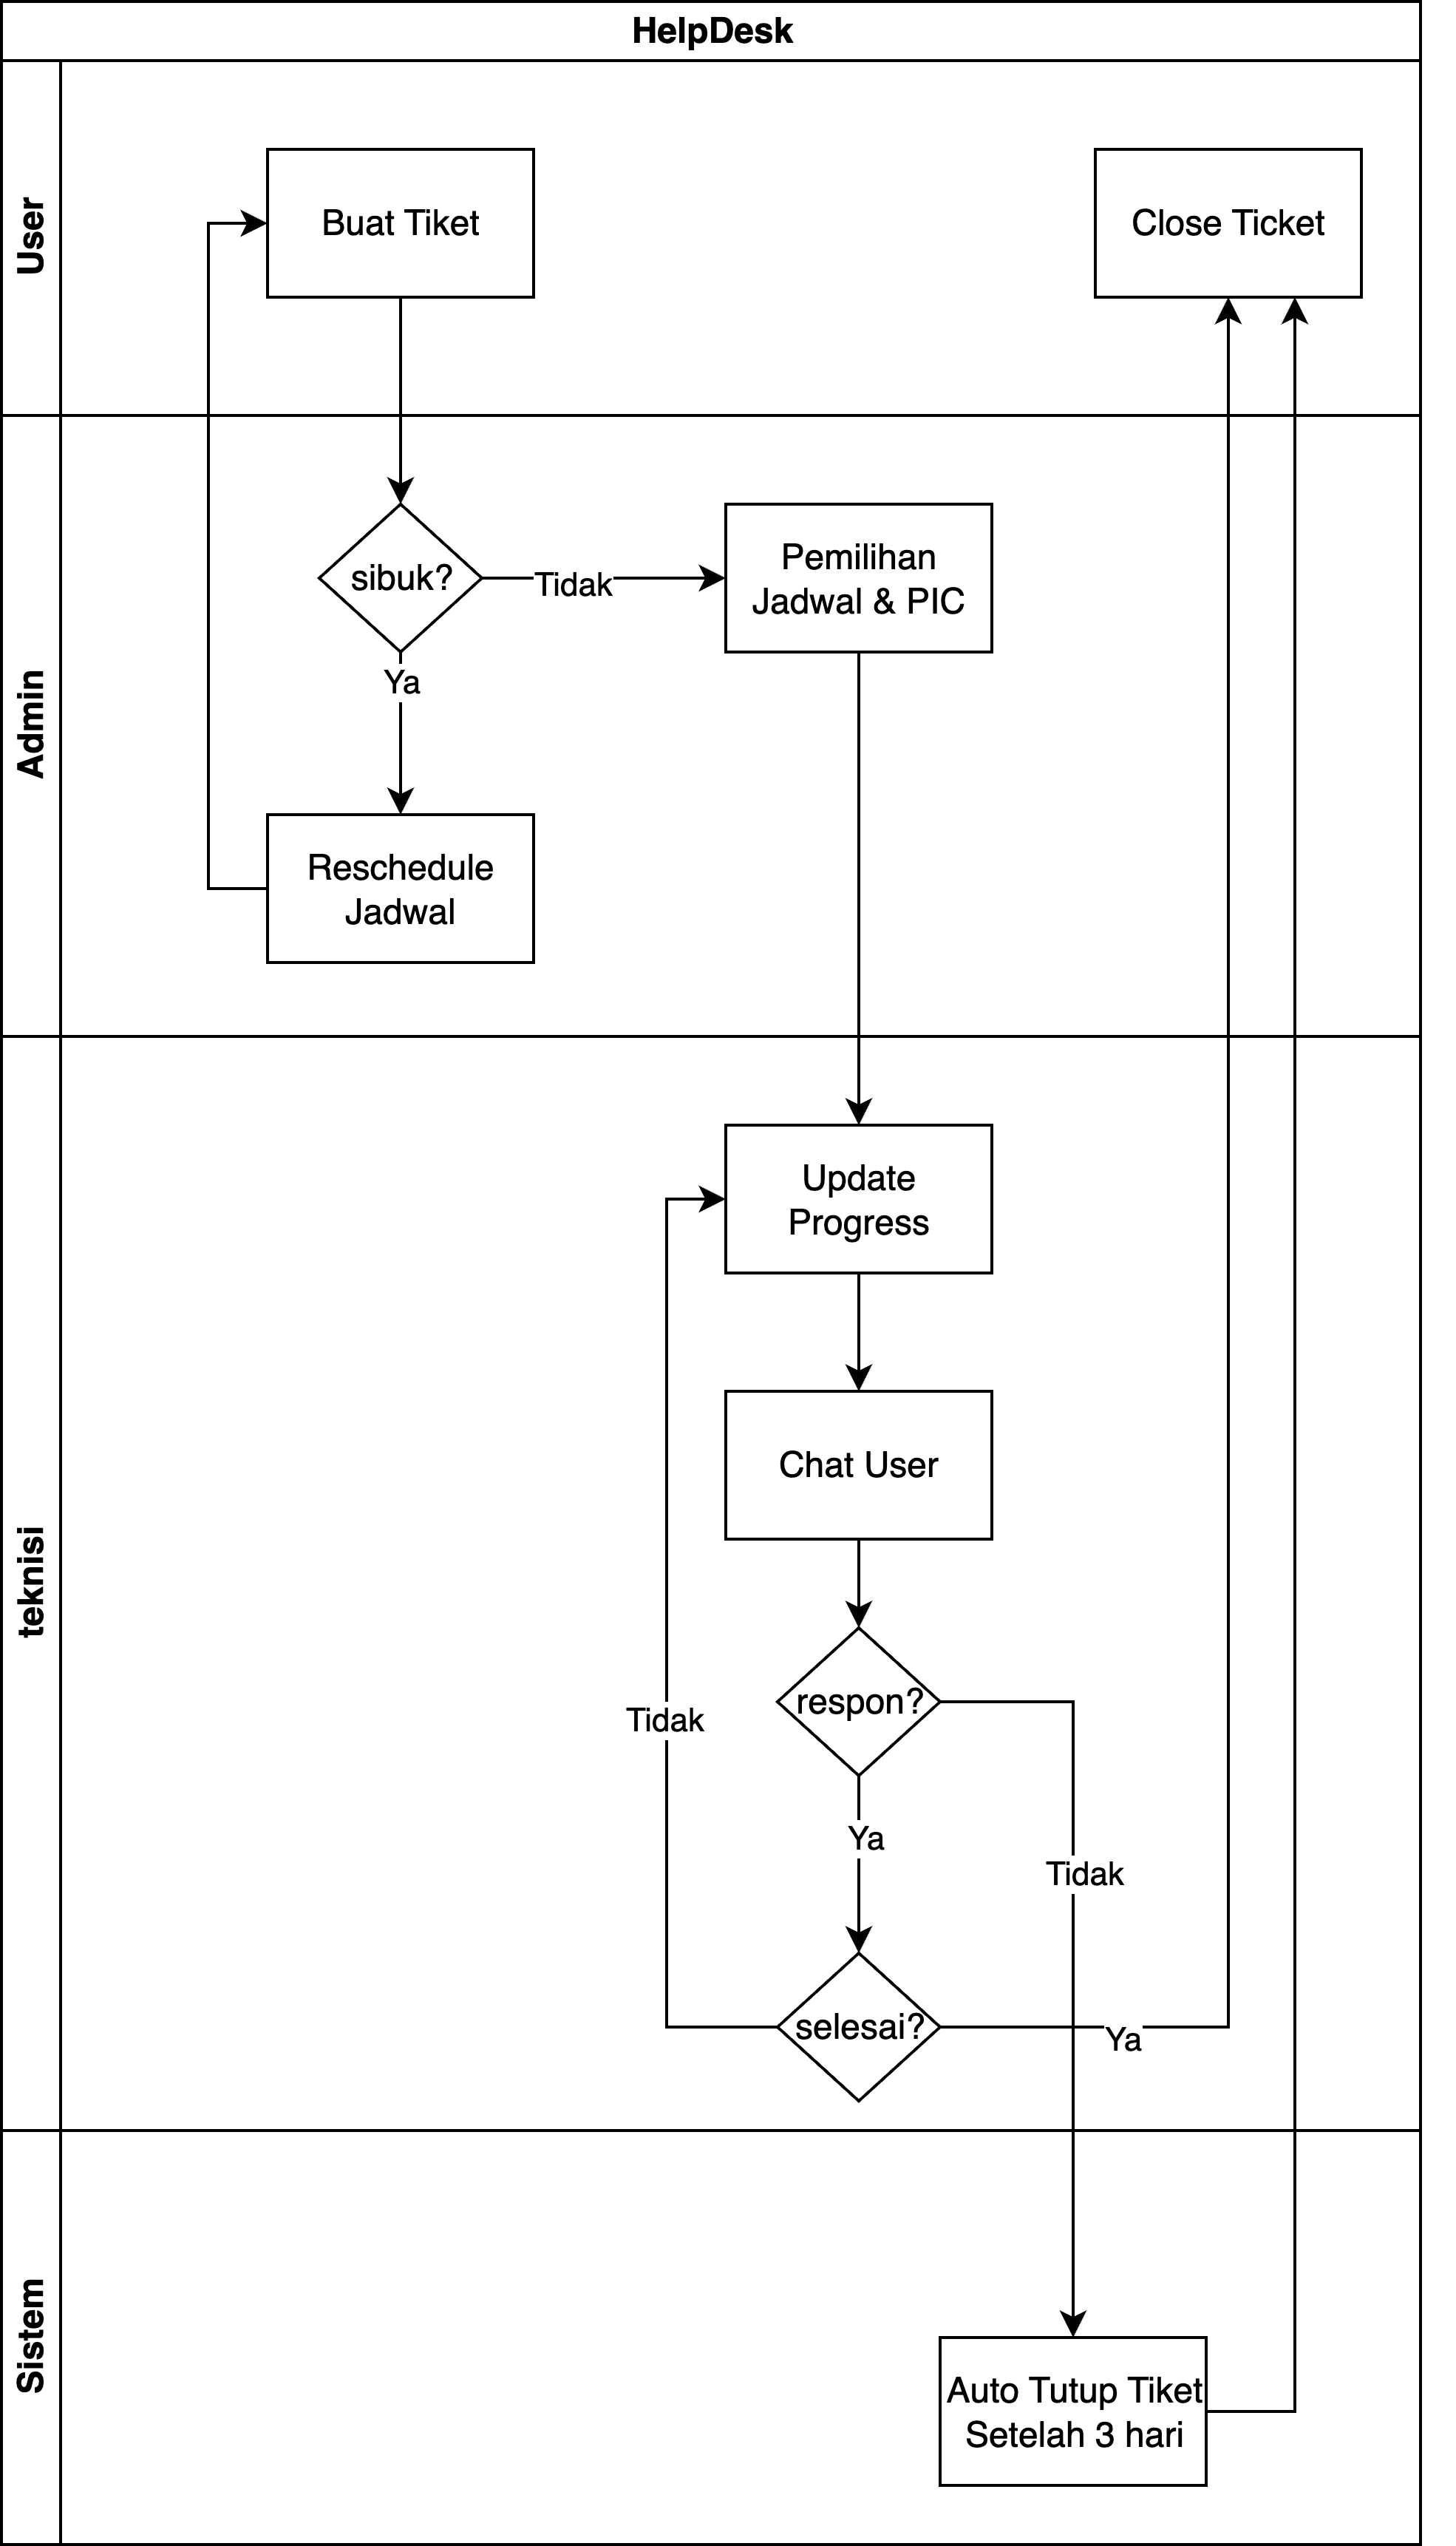 HelpDesk
User
Buat Tiket
Close Ticket
Admin
sibuk?
Tidak
Pemilihan
Jadwal & PIC
Ya
Reschedule
Jadwal
teknisi
Update
Progress
Chat User
respon?
Tidak
Ya
Tidak
selesai?
Ya
Sistem
Auto Tutup Tiket
Setelah 3 hari